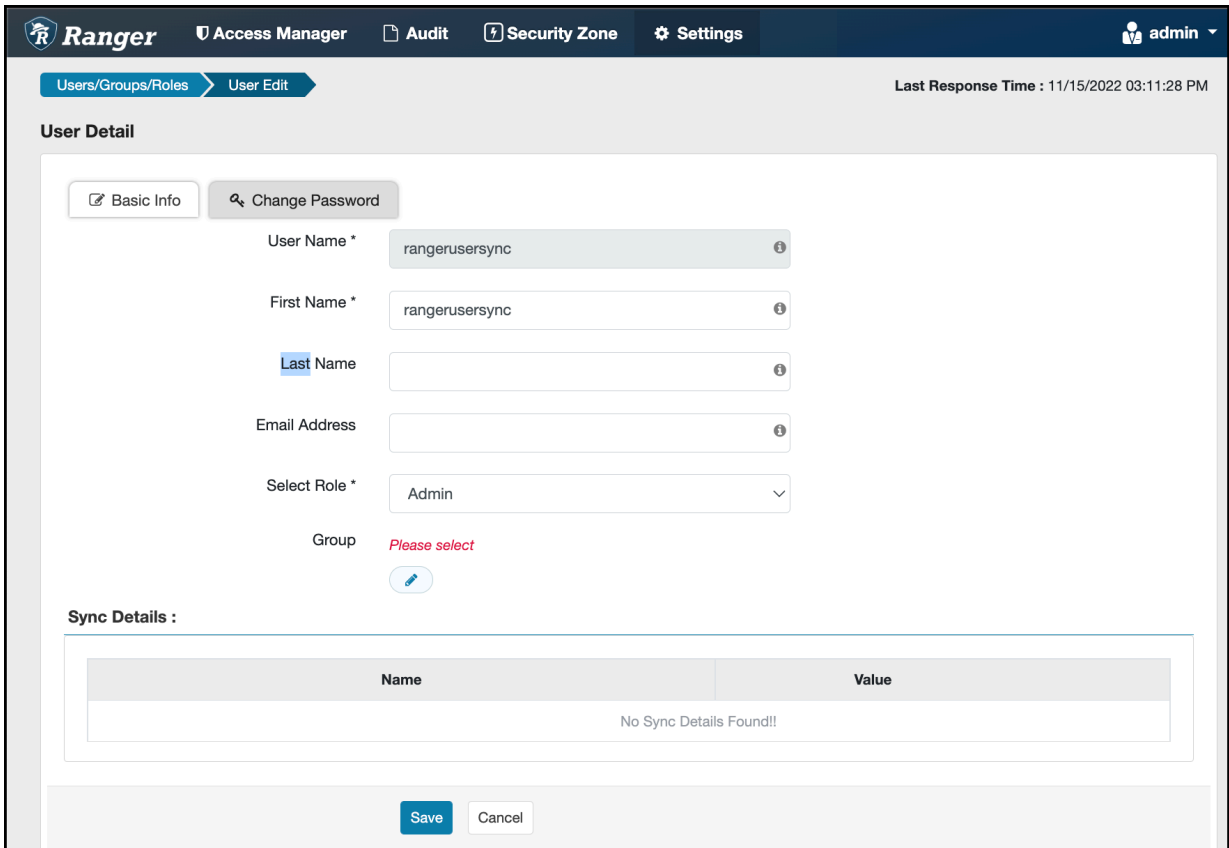 Ranger Access Manager Audit Security Zone Settings admin
Users/Groups/Roles User Edit Last Response Time : 11/15/2022 03:11:28 PM
User Detail
Basic Info Change Password
User Name * rangerusersync
First Name * rangerusersync
Last Name
Email Address
Select Role * Admin
Group Please select
Sync Details :
Name Value
No Sync Details Found!!
Save Cancel